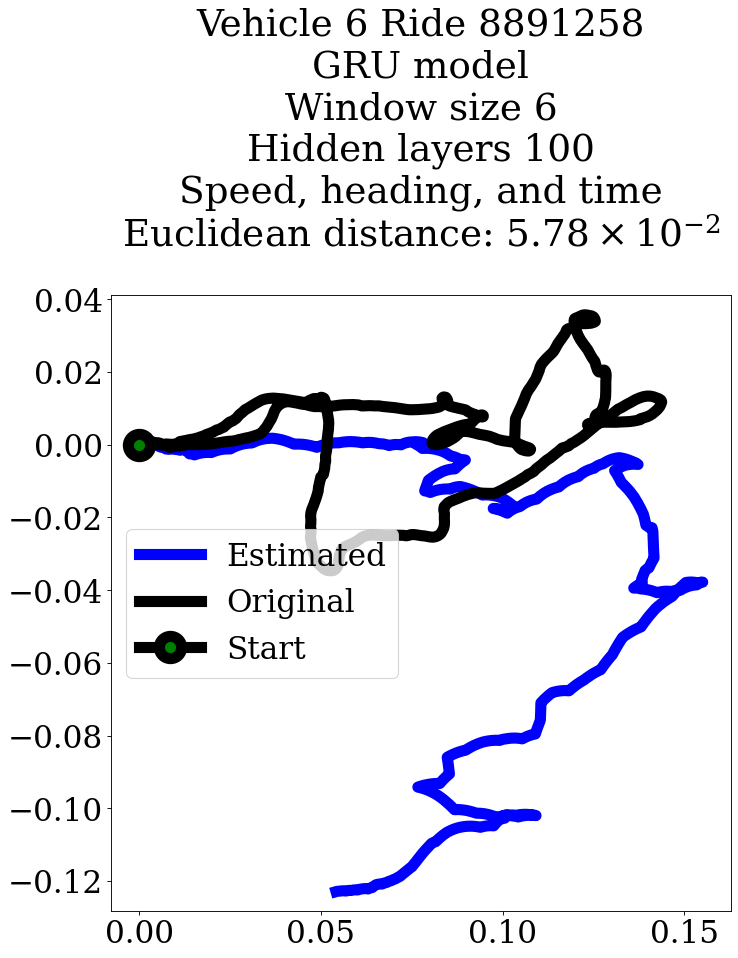 Vehicle 6 Ride 8891258
GRU model
Window size 6
Hidden layers 100
Speed, heading, and time
Euclidean distance: 5.78 × 10⁻²
0.04
0.02
0.00
−0.02
−0.04
−0.06
−0.08
−0.10
−0.12
Estimated
Original
Start
0.00 0.05 0.10 0.15